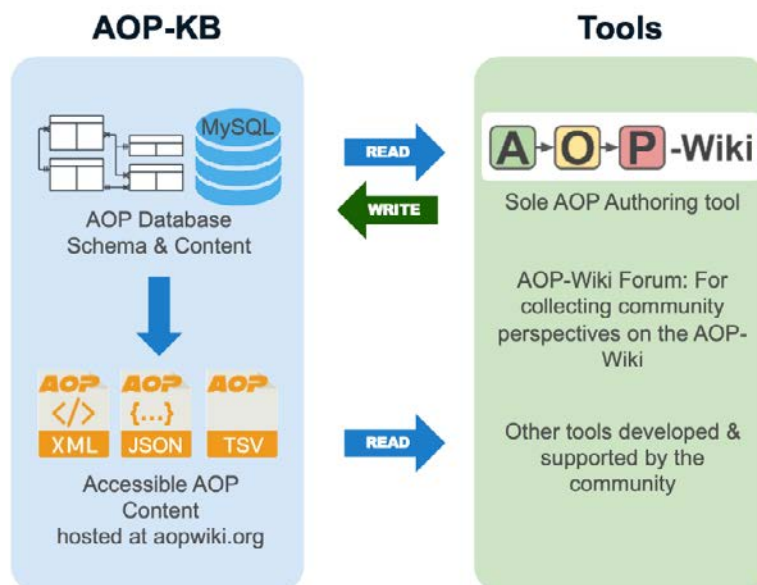 AOP-KB
Tools
MySQL
AOP Database
Schema & Content
READ
WRITE
A O P -Wiki
Sole AOP Authoring tool
AOP-Wiki Forum: For
collecting community
perspectives on the AOP-
Wiki
AOP
</>
XML
AOP
{...}
JSON
AOP
TSV
Accessible AOP
Content
hosted at aopwiki.org
READ
Other tools developed &
supported by the
community